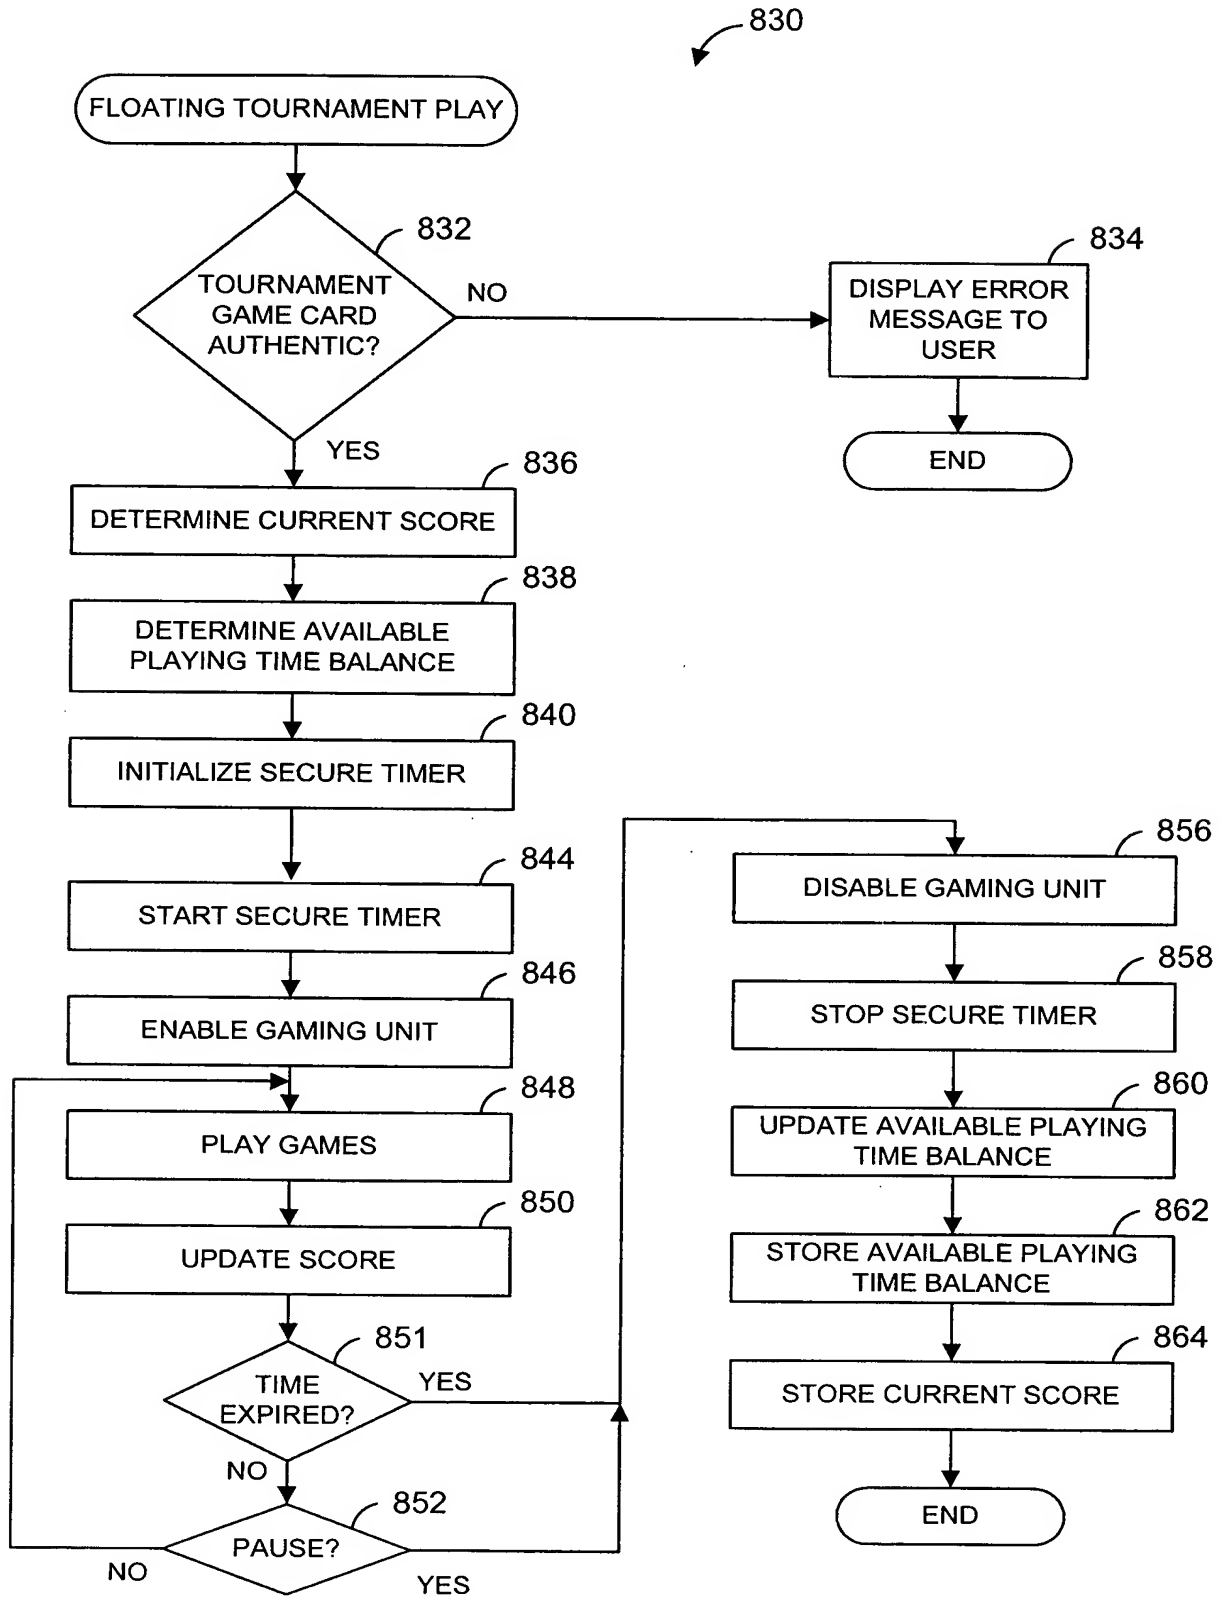 830
FLOATING TOURNAMENT PLAY
832
TOURNAMENT
GAME CARD
AUTHENTIC?
NO
YES
834
DISPLAY ERROR
MESSAGE TO
USER
END
836
DETERMINE CURRENT SCORE
838
DETERMINE AVAILABLE
PLAYING TIME BALANCE
840
INITIALIZE SECURE TIMER
844
START SECURE TIMER
846
ENABLE GAMING UNIT
848
PLAY GAMES
850
UPDATE SCORE
851
TIME
EXPIRED?
YES
NO
852
PAUSE?
NO
YES
856
DISABLE GAMING UNIT
858
STOP SECURE TIMER
860
UPDATE AVAILABLE PLAYING
TIME BALANCE
862
STORE AVAILABLE PLAYING
TIME BALANCE
864
STORE CURRENT SCORE
END